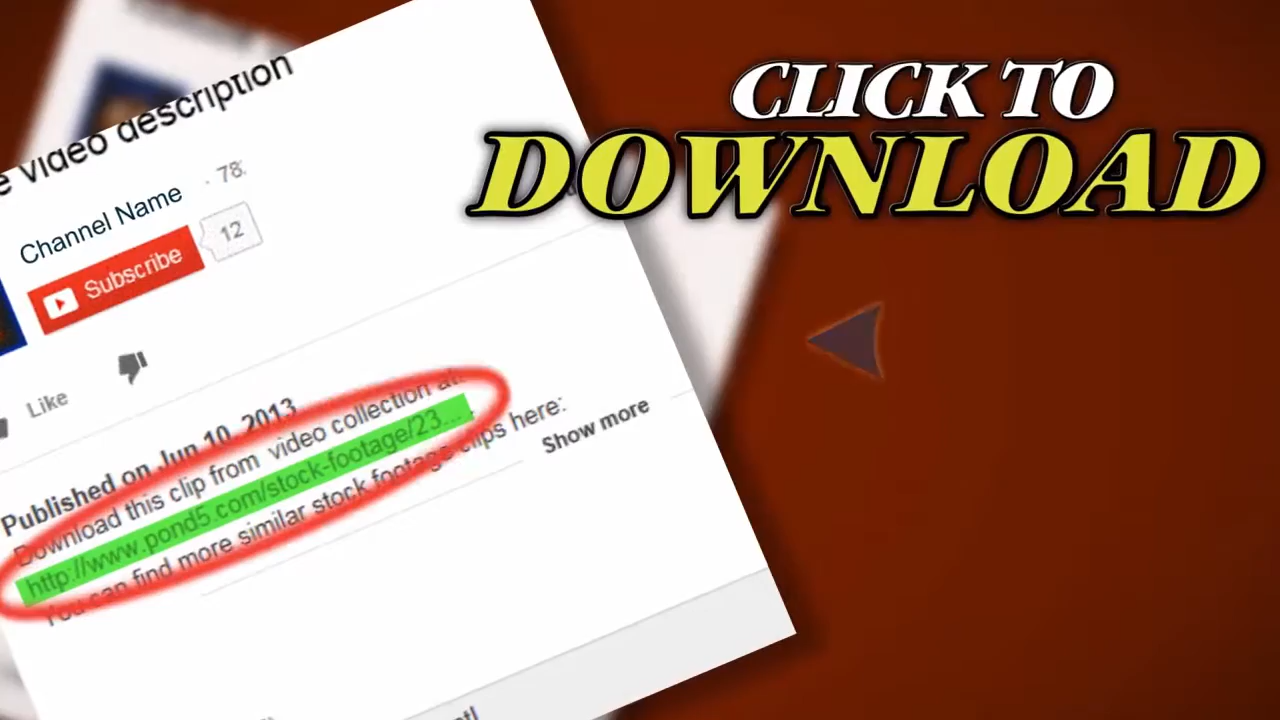 CLICK TO
DOWNLOAD
video description
Channel Name · 78
Subscribe 12
Like
Published on Jun 10, 2013
Download this clip from video collection at:
http://www.pond5.com/stock-footage/23...
You can find more similar stock footage clips here:
Show more